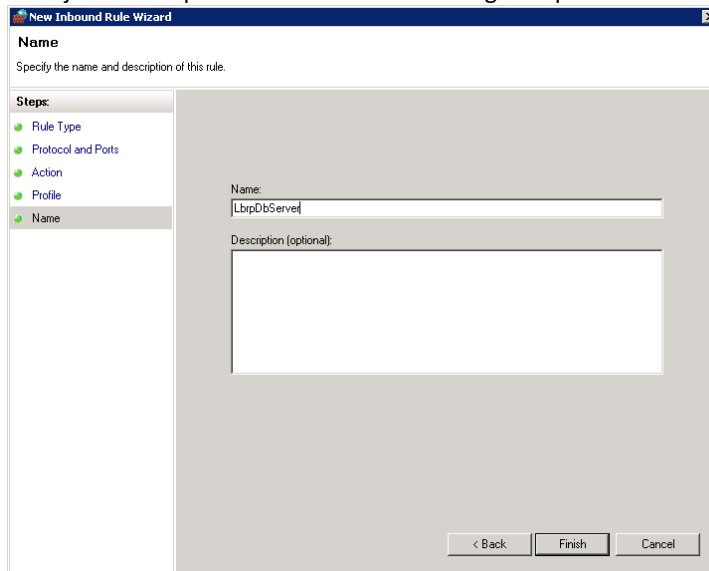 New Inbound Rule Wizard
Name
Specify the name and description of this rule.
Steps:
Rule Type
Protocol and Ports
Action
Profile
Name
Name:
LbrpDbServer
Description (optional):
< Back
Finish
Cancel